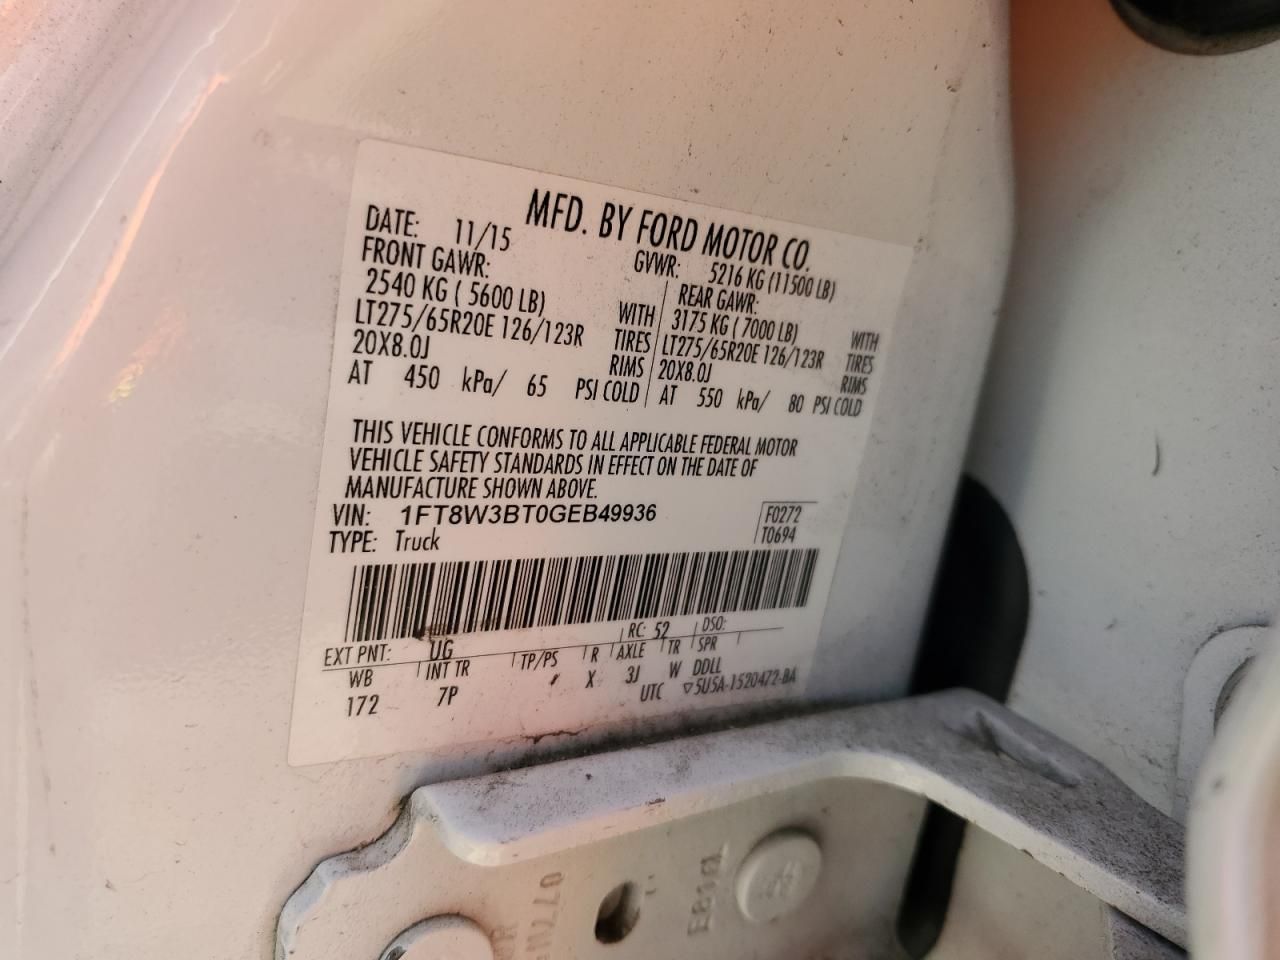 MFD. BY FORD MOTOR CO.
DATE: 11/15 GVWR: 5216 KG (11500 LB)
FRONT GAWR: REAR GAWR:
2540 KG ( 5600 LB) WITH 3175 KG ( 7000 LB) WITH
LT275/65R20E 126/123R TIRES LT275/65R20E 126/123R TIRES
20X8.0J RIMS 20X8.0J RIMS
AT 450 kPa/ 65 PSI COLD AT 550 kPa/ 80 PSI COLD
THIS VEHICLE CONFORMS TO ALL APPLICABLE FEDERAL MOTOR
VEHICLE SAFETY STANDARDS IN EFFECT ON THE DATE OF
MANUFACTURE SHOWN ABOVE.
VIN: 1FT8W3BT0GEB49936 F0272
TYPE: Truck T0694
EXT PNT: UG RC: 52 DSO:
WB INT TR TP/PS R AXLE TR SPR
172 7P X 3J W DDLL
UTC ▽5U5A-1520472-BA